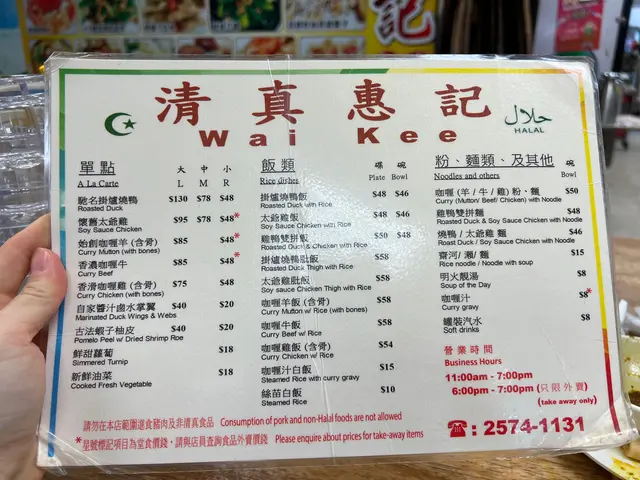 記
清真惠記
Wai Kee
حلال
HALAL
單點 大 中 小
A La Carte L M R
馳名掛爐燒鴨 $130 $78 $48
Roasted Duck
懷舊太爺雞 $95 $78 $48*
Soy Sauce Chicken
始創咖喱羊 (含骨) $85 $48*
Curry Mutton (with bones)
香濃咖喱牛 $85 $48*
Curry Beef
香滑咖喱雞 (含骨) $75 $48
Curry Chicken (with bones)
自家醬汁鹵水掌翼 $40 $20
Marinated Duck Wings & Webs
古法蝦子柚皮 $40 $20
Pomelo Peel w/ Dried Shrimp Roe
鮮甜蘿蔔 $18
Simmered Turnip
新鮮油菜 $18
Cooked Fresh Vegetable
飯類 碟 碗
Rice dishes Plate Bowl
掛爐燒鴨飯 $48 $46
Roasted Duck with Rice
太爺雞飯 $48 $46
Soy Sauce Chicken with Rice
雞鴨雙拼飯 $50 $48
Roasted Duck & Chicken with Rice
掛爐燒鴨髀飯 $58
Roasted Duck Thigh with Rice
太爺雞髀飯 $58
Soy sauce Chicken Thigh with Rice
咖喱羊飯 (含骨) $58
Curry Mutton w/ Rice (with bones)
咖喱牛飯 $58
Curry Beef w/ Rice
咖喱雞飯 (含骨) $54
Curry Chicken w/ Rice
咖喱汁白飯 $15
Steamed Rice with curry gravy
絲苗白飯 $10
Steamed Rice
粉、麵類、及其他 碗
Noodles and others Bowl
咖喱 (羊 / 牛 / 雞) 粉、麵 $50
Curry (Mutton/ Beef/ Chicken) with Noodle
雞鴨雙拼麵 $48
Roasted Duck & Soy Sauce Chicken with Noodle
燒鴨 / 太爺雞 麵 $46
Roast Duck / Soy Sauce Chicken with Noodle
齋河/ 瀨/ 麵 $15
Rice noodle / Noodle with soup
明火靚湯 $8
Soup of the Day
咖喱汁 $8*
Curry gravy
罐裝汽水 $8
Soft drinks
營業時間
Business Hours
11:00am - 7:00pm
6:00pm - 7:00pm (只限外賣)
(take away only)
請勿在本店範圍進食豬肉及非清真食品 Consumption of pork and non-Halal foods are not allowed
*星號標記項目為堂食價錢，請與店員查詢食品外賣價錢 Please enquire about prices for take-away items
☎: 2574-1131